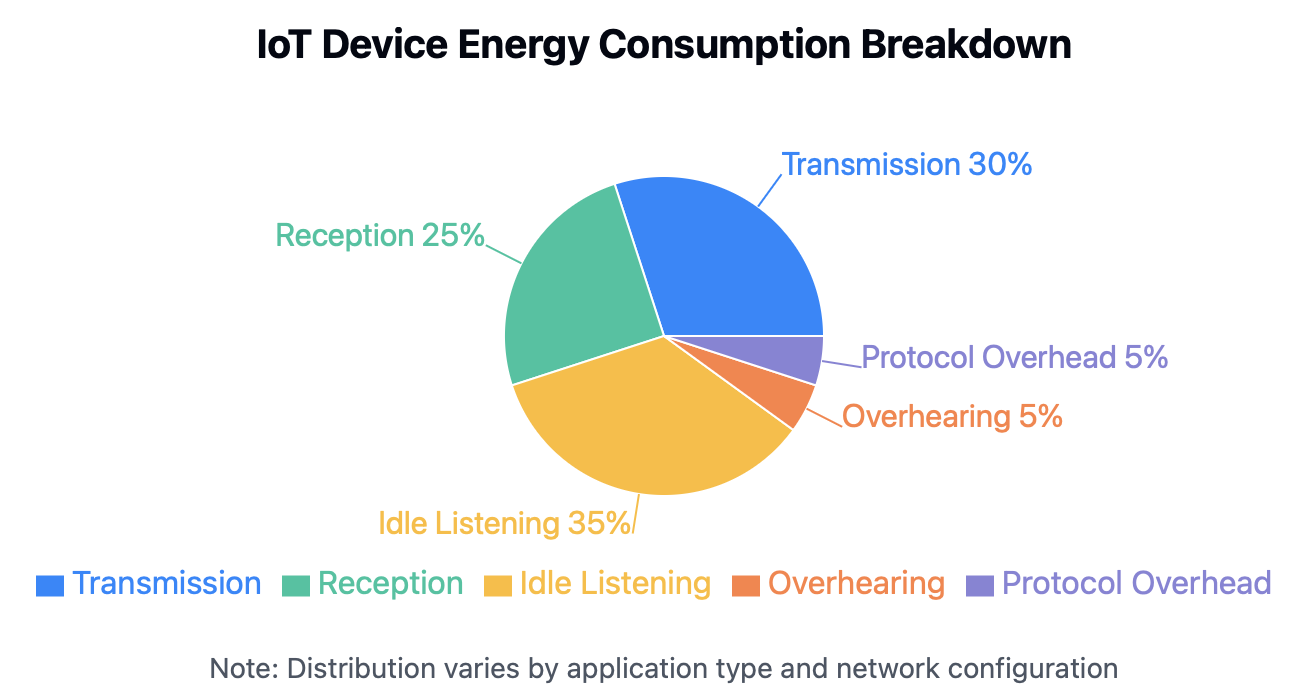 IoT Device Energy Consumption Breakdown
Transmission 30%
Reception 25%
Protocol Overhead 5%
Overhearing 5%
Idle Listening 35%
Transmission Reception Idle Listening Overhearing Protocol Overhead
Note: Distribution varies by application type and network configuration